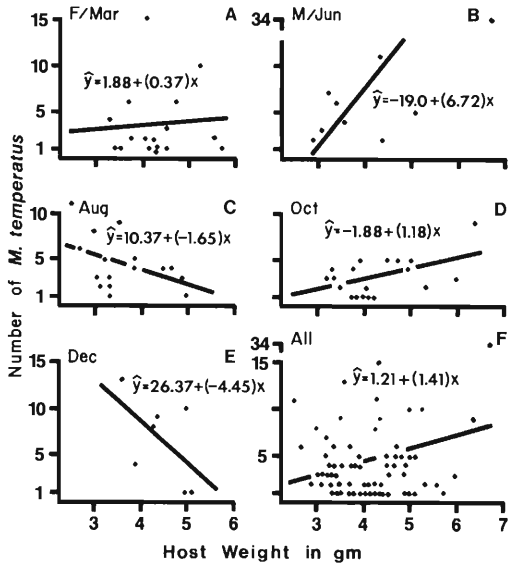 F/Mar A
15
10
5
1
ŷ=1.88+(0.37)x
M/Jun B
34
ŷ=-19.0+(6.72)x
Aug C
10
5
1
ŷ=10.37+(-1.65)x
Oct D
ŷ=-1.88+(1.18)x
Dec E
15
10
5
1
ŷ=26.37+(-4.45)x
3 4 5 6
All F
34
15
5
ŷ=1.21+(1.41)x
3 4 5 6 7
Number of M. temperatus
Host Weight in gm